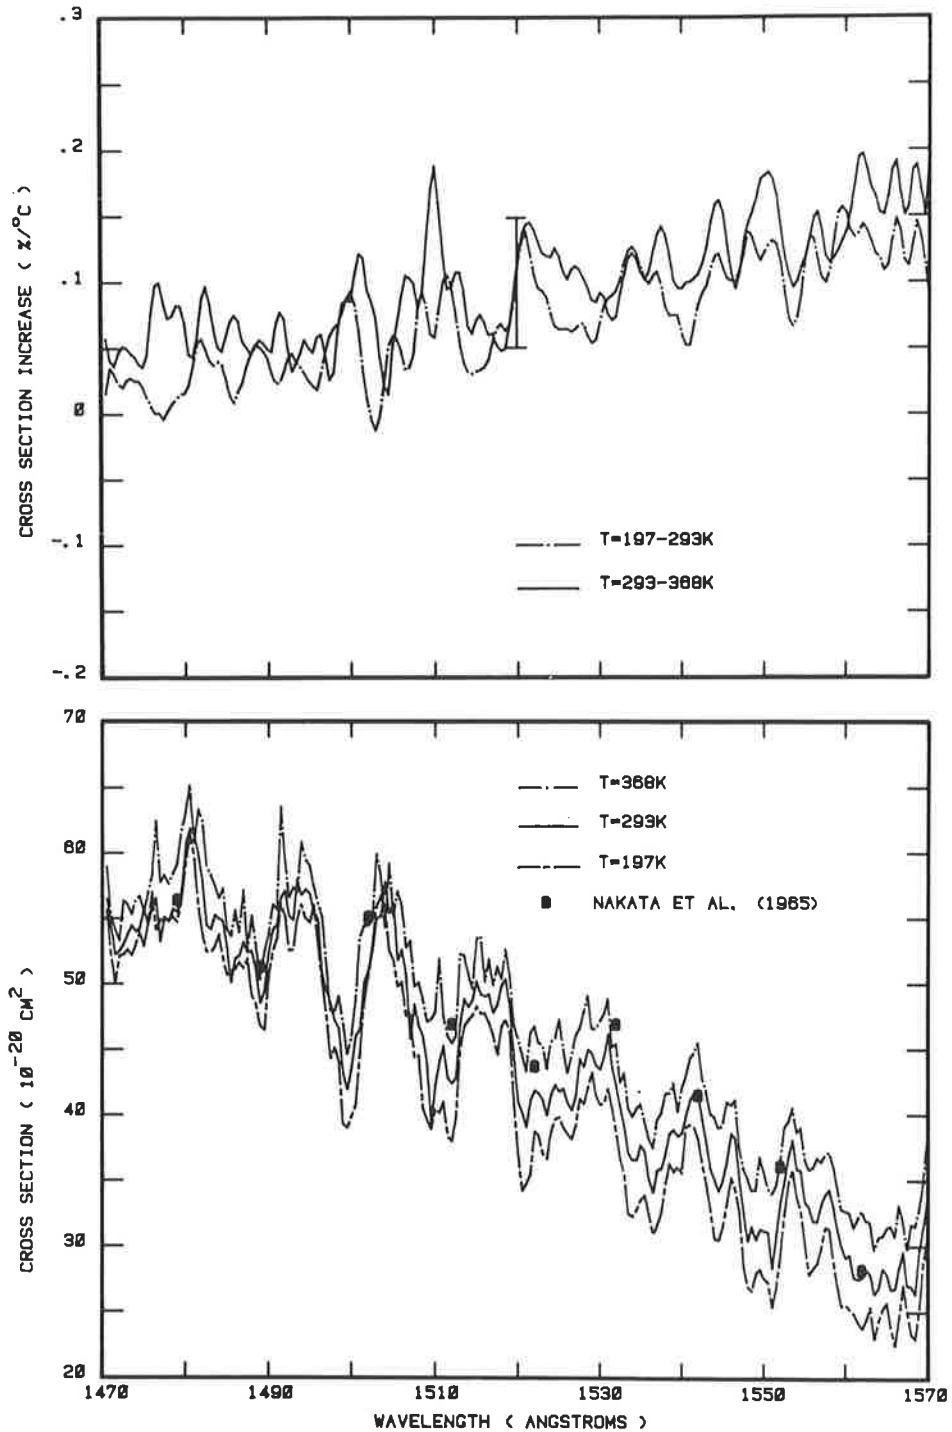 .3
.2
.1
0
-.1
-.2
CROSS SECTION INCREASE ( %/°C )
T=197-293K
T=293-368K
70
60
50
40
30
20
CROSS SECTION ( 10-20 CM2 )
T=368K
T=293K
T=197K
NAKATA ET AL. (1965)
1470 1490 1510 1530 1550 1570
WAVELENGTH ( ANGSTROMS )